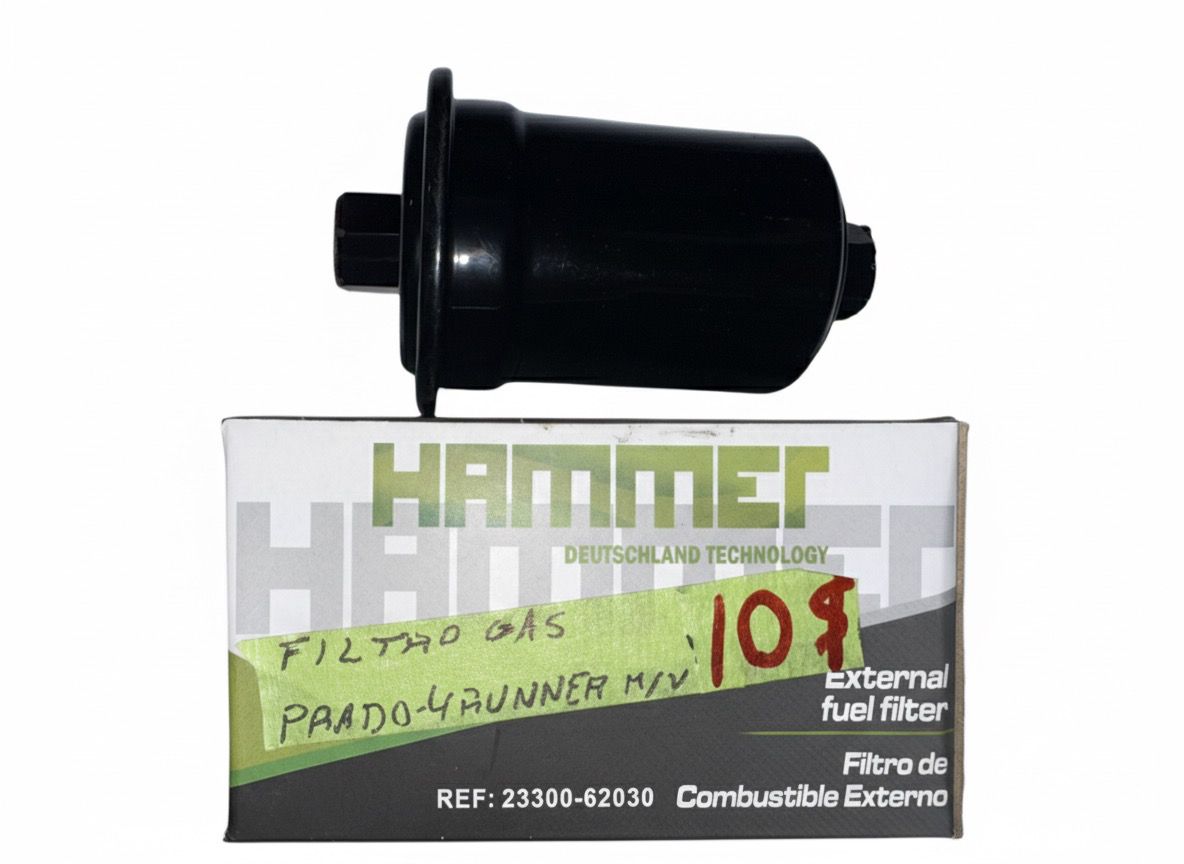 HAMMER
HAMMER
DEUTSCHLAND TECHNOLOGY
FILTRO GAS
PRADO-4RUNNER M/V
10$
External
fuel filter
Filtro de
Combustible Externo
REF: 23300-62030